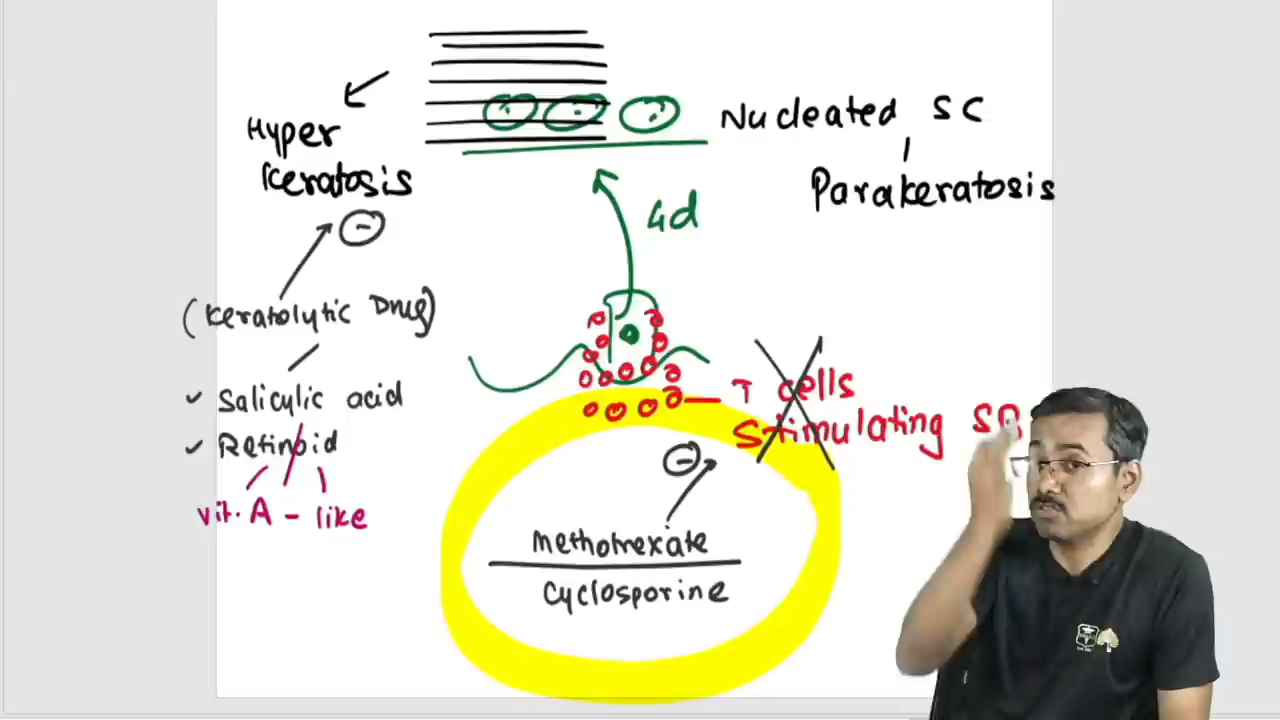 Nucleated SC
Parakeratosis
Hyper
Keratosis
4d
(Keratolytic Drug)
Salicylic acid
Retinoid
vit. A - like
T cells
Stimulating
Methotrexate
Cyclosporine